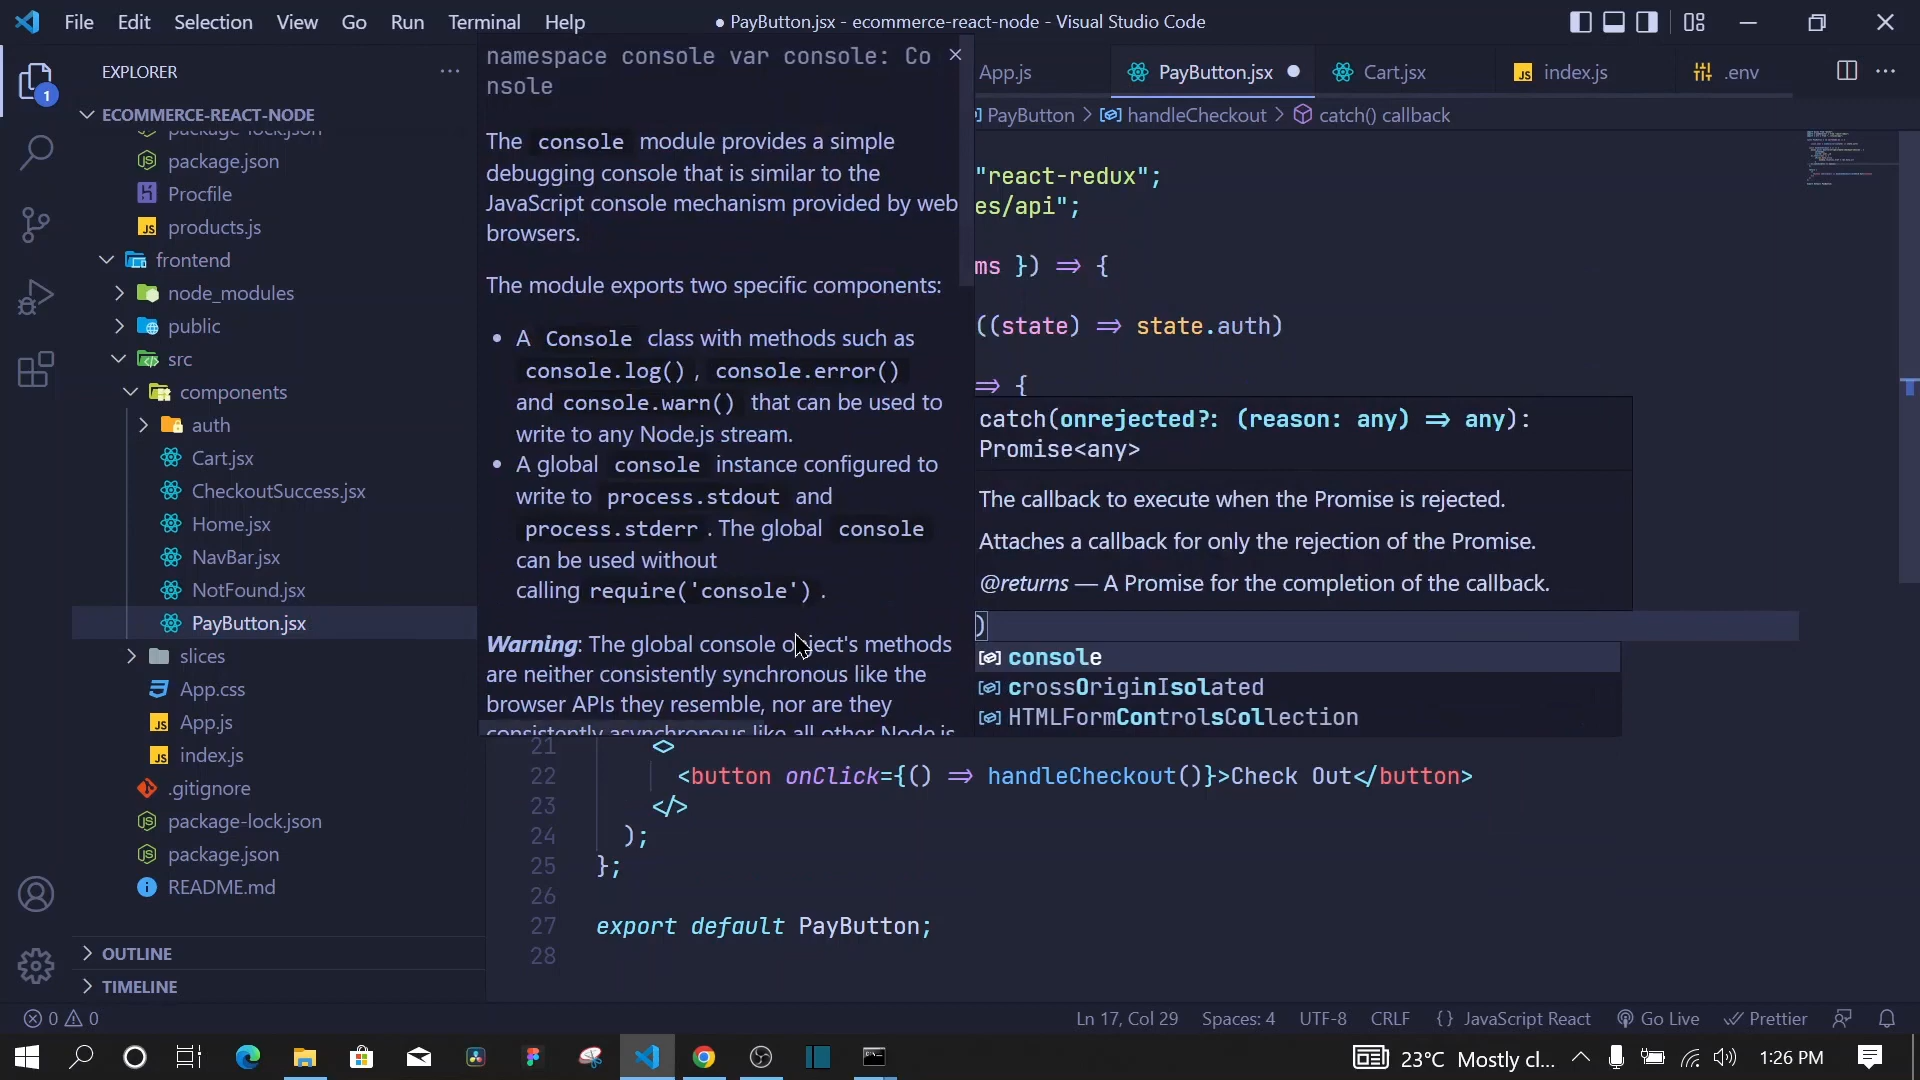 File Edit Selection View Go Run Terminal Help
● PayButton.jsx - ecommerce-react-node - Visual Studio Code
EXPLORER
ECOMMERCE-REACT-NODE
package-lock.json
package.json
Procfile
products.js
frontend
node_modules
public
src
components
auth
Cart.jsx
CheckoutSuccess.jsx
Home.jsx
NavBar.jsx
NotFound.jsx
PayButton.jsx
slices
App.css
App.js
index.js
.gitignore
package-lock.json
package.json
README.md
OUTLINE
TIMELINE
1
namespace console var console: Co
nsole
The console module provides a simple
debugging console that is similar to the
JavaScript console mechanism provided by web
browsers.
The module exports two specific components:
• A Console class with methods such as
console.log() , console.error()
and console.warn() that can be used to
write to any Node.js stream.
• A global console instance configured to
write to process.stdout and
process.stderr . The global console
can be used without
calling require('console') .
Warning: The global console object's methods
are neither consistently synchronous like the
browser APIs they resemble, nor are they
consistently asynchronous like all other Node.js
App.js PayButton.jsx Cart.jsx index.js .env
PayButton > handleCheckout > catch() callback
"react-redux";
es/api";
ms }) => {
((state) => state.auth)
=> {
catch(onrejected?: (reason: any) => any):
Promise<any>
The callback to execute when the Promise is rejected.
Attaches a callback for only the rejection of the Promise.
@returns — A Promise for the completion of the callback.
)
console
crossOriginIsolated
HTMLFormControlsCollection
21 <>
22 <button onClick={() => handleCheckout()}>Check Out</button>
23 </>
24 );
25 };
26
27 export default PayButton;
28
0 0 Ln 17, Col 29 Spaces: 4 UTF-8 CRLF {} JavaScript React Go Live Prettier
23°C Mostly cl... 1:26 PM